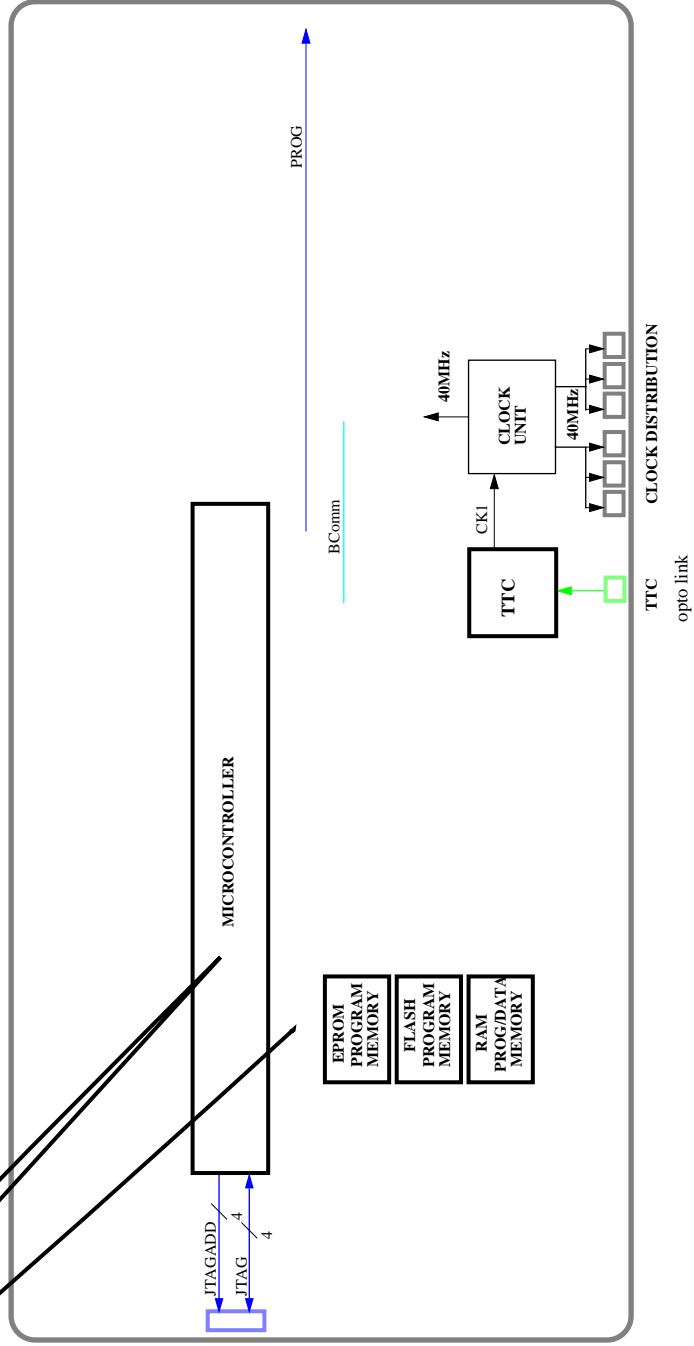 PROG
BComm
MICROCONTROLLER
JTAGADD
4
JTAG
4
EPROM
PROGRAM
MEMORY
FLASH
PROGRAM
MEMORY
RAM
PROG/DATA
MEMORY
40MHz
CLOCK
UNIT
40MHz
CK1
TTC
CLOCK DISTRIBUTION
TTC
opto link